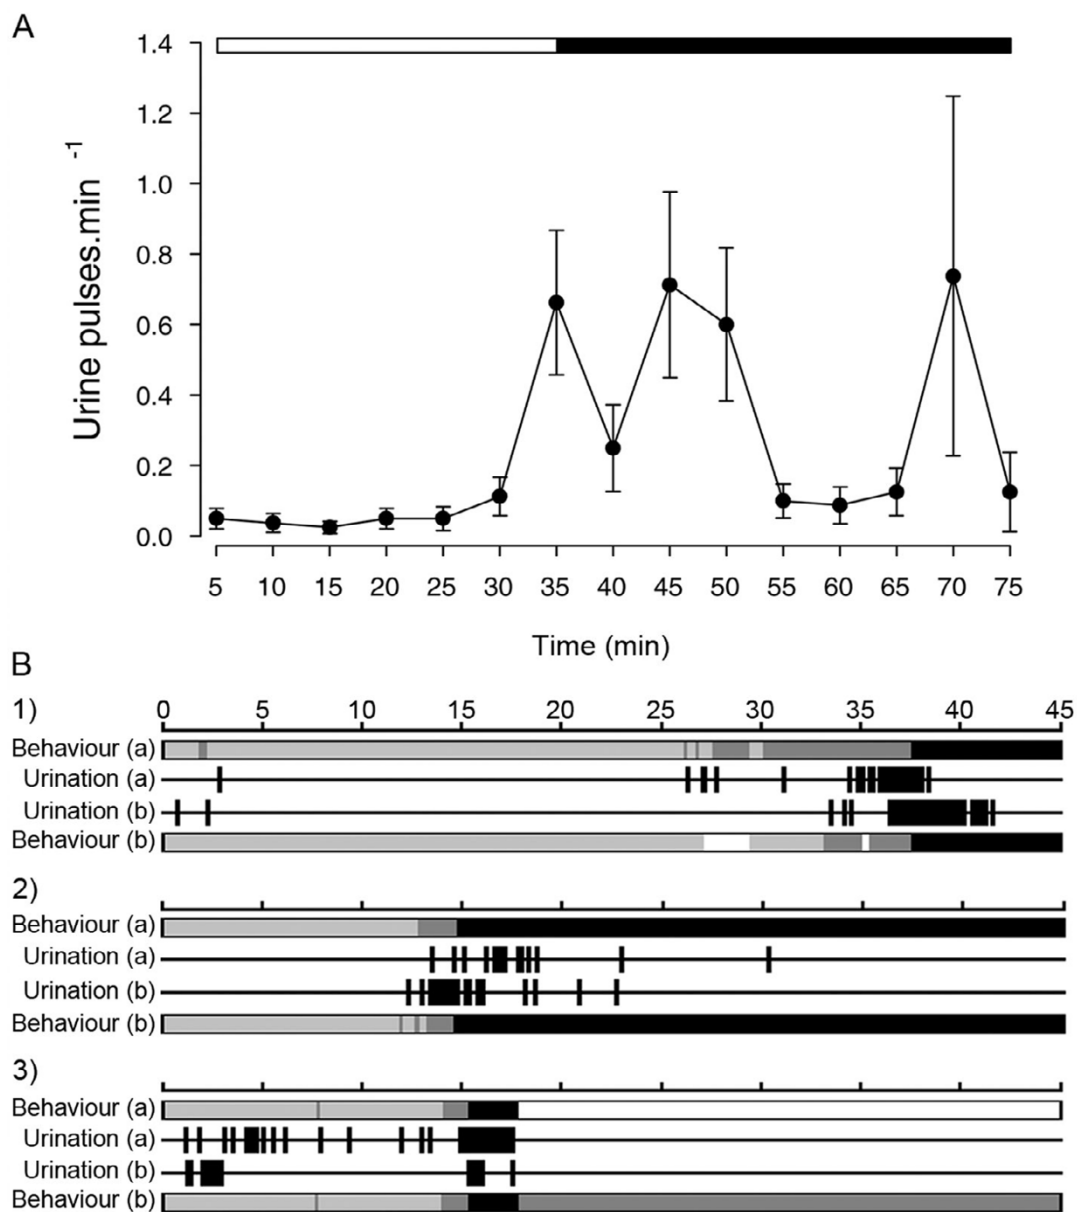 A
1.4
1.2
1.0
0.8
0.6
0.4
0.2
0.0
Urine pulses.min -1
5 10 15 20 25 30 35 40 45 50 55 60 65 70 75
Time (min)
B
1) 0 5 10 15 20 25 30 35 40 45
Behaviour (a)
Urination (a)
Urination (b)
Behaviour (b)
2)
Behaviour (a)
Urination (a)
Urination (b)
Behaviour (b)
3)
Behaviour (a)
Urination (a)
Urination (b)
Behaviour (b)